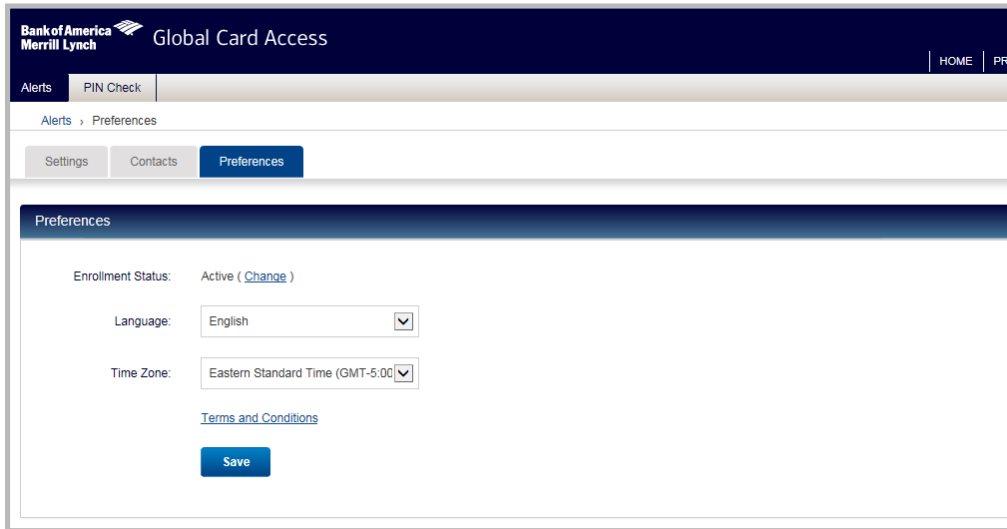 Bank of America
Merrill Lynch
Global Card Access
HOME PR
Alerts PIN Check
Alerts › Preferences
Settings Contacts Preferences
Preferences
Enrollment Status: Active ( Change )
Language: English
Time Zone: Eastern Standard Time (GMT-5:00
Terms and Conditions
Save